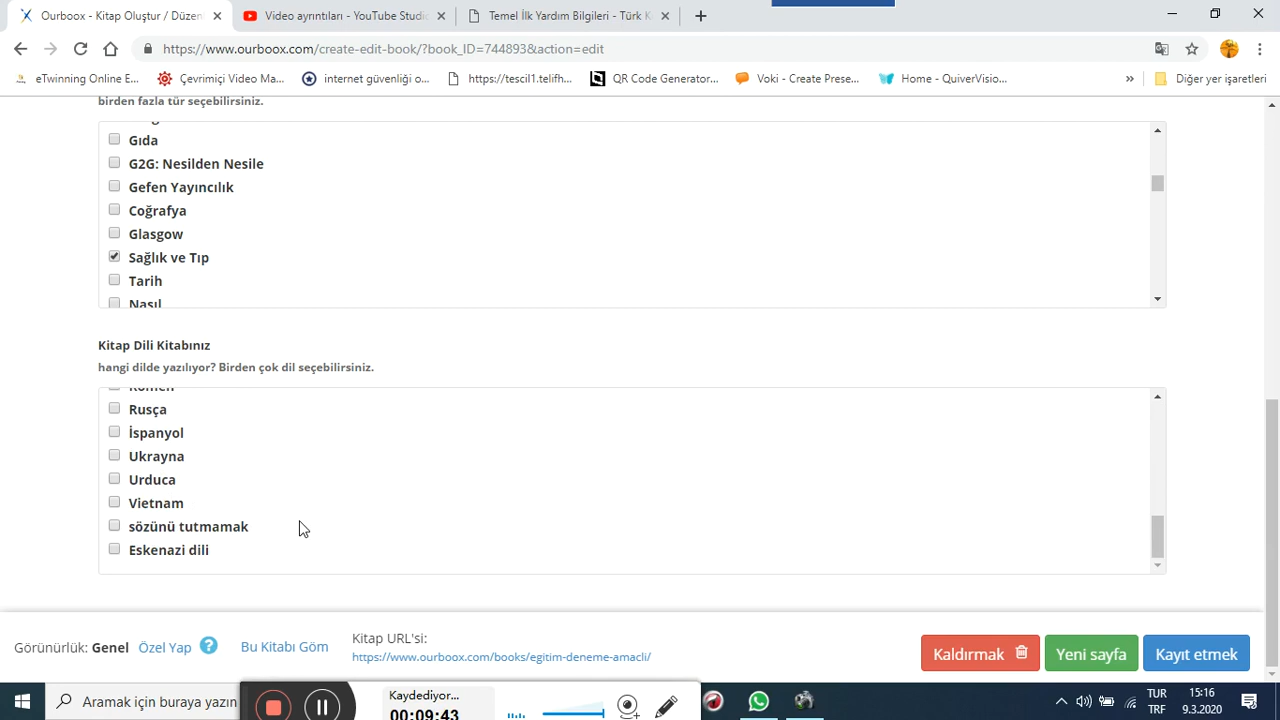 Ourboox - Kitap Oluştur / Düzen
Video ayrıntıları - YouTube Studio
Temel İlk Yardım Bilgileri - Türk K
https://www.ourboox.com/create-edit-book/?book_ID=744893&action=edit
eTwinning Online E...
Çevrimiçi Video Ma...
internet güvenliği o...
https://tescil1.telifh...
QR Code Generator...
Voki - Create Prese...
Home - QuiverVisio...
»
Diğer yer işaretleri
birden fazla tür seçebilirsiniz.
Gıda
G2G: Nesilden Nesile
Gefen Yayıncılık
Coğrafya
Glasgow
Sağlık ve Tıp
Tarih
Nasıl
Kitap Dili Kitabınız
hangi dilde yazılıyor? Birden çok dil seçebilirsiniz.
Romen
Rusça
İspanyol
Ukrayna
Urduca
Vietnam
sözünü tutmamak
Eskenazi dili
Görünürlük: Genel Özel Yap ?
Bu Kitabı Göm
Kitap URL'si:
https://www.ourboox.com/books/egitim-deneme-amacli/
Kaldırmak
Yeni sayfa
Kayıt etmek
Aramak için buraya yazın
Kaydediyor...
00:09:43
TUR
TRF
15:16
9.3.2020